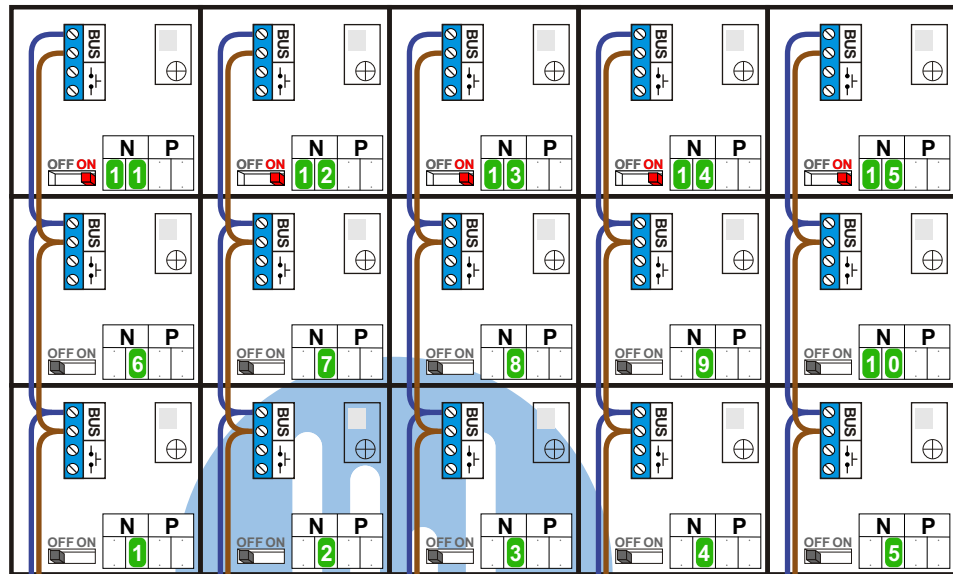 BUS BUS BUS BUS BUS
N P N P N P N P N P
OFF ON 11 OFF ON 12 OFF ON 13 OFF ON 14 OFF ON 15
BUS BUS BUS BUS BUS
N P N P N P N P N P
OFF ON 6 OFF ON 7 OFF ON 8 OFF ON 9 OFF ON 10
BUS BUS BUS BUS BUS
N P N P N P N P N P
OFF ON 1 OFF ON 2 OFF ON 3 OFF ON 4 OFF ON 5